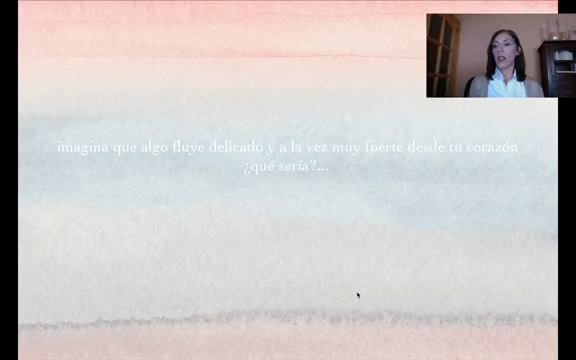 imagina que algo fluye delicado y a la vez muy fuerte desde tu corazón
¿qué sería?...